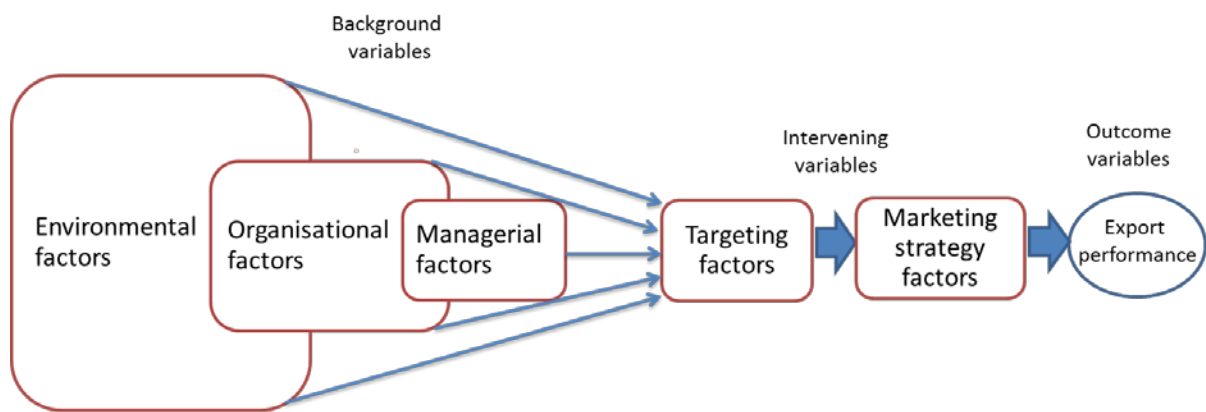 Background
variables
Intervening
variables
Outcome
variables
Environmental
factors
Organisational
factors
Managerial
factors
Targeting
factors
Marketing
strategy
factors
Export
performance